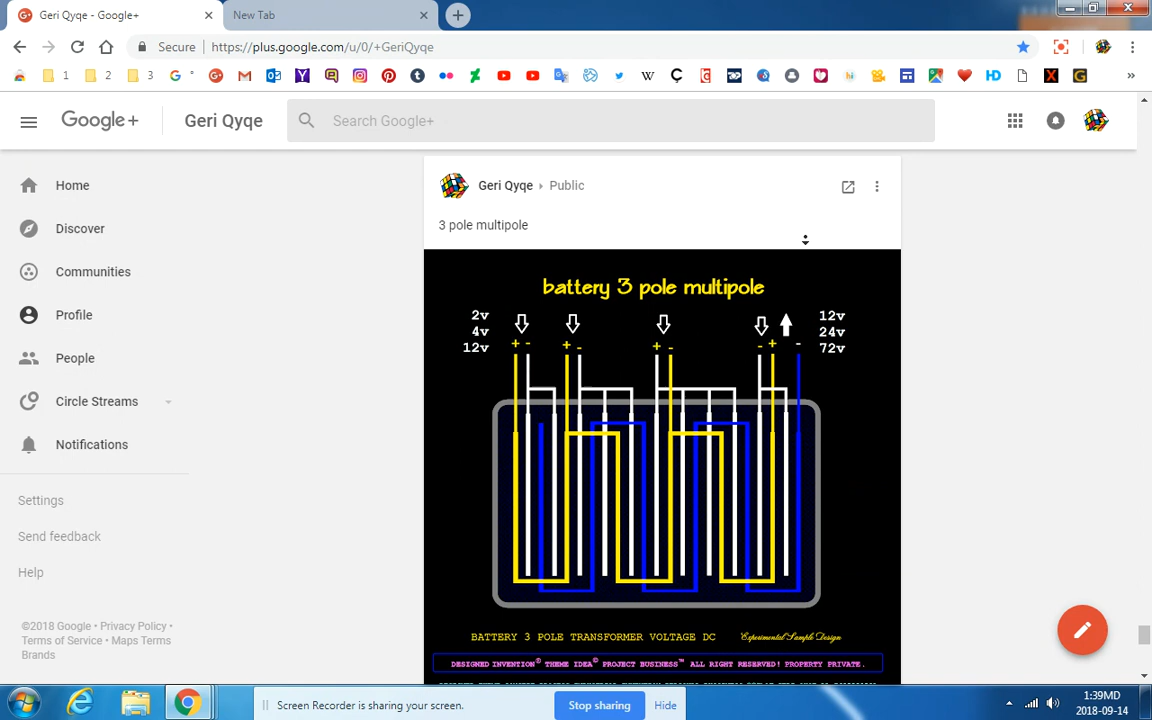 Geri Qyqe - Google+
New Tab
Secure
https://plus.google.com/u/0/+GeriQyqe
1
2
3
Google+
Geri Qyqe
Search Google+
Home
Discover
Communities
Profile
People
Circle Streams
Notifications
Settings
Send feedback
Help
©2018 Google • Privacy Policy •
Terms of Service • Maps Terms
Brands
Geri Qyqe
Public
3 pole multipole
battery 3 pole multipole
2v
4v
12v
+ -
+ -
+ -
- + -
12v
24v
72v
BATTERY 3 POLE TRANSFORMER VOLTAGE DC
Experimental Sample Design
DESIGNED INVENTION® THEME IDEA© PROJECT BUSINESS™ ALL RIGHT RESERVED! PROPERTY PRIVATE.
Screen Recorder is sharing your screen.
Stop sharing
Hide
1:39MD
2018-09-14